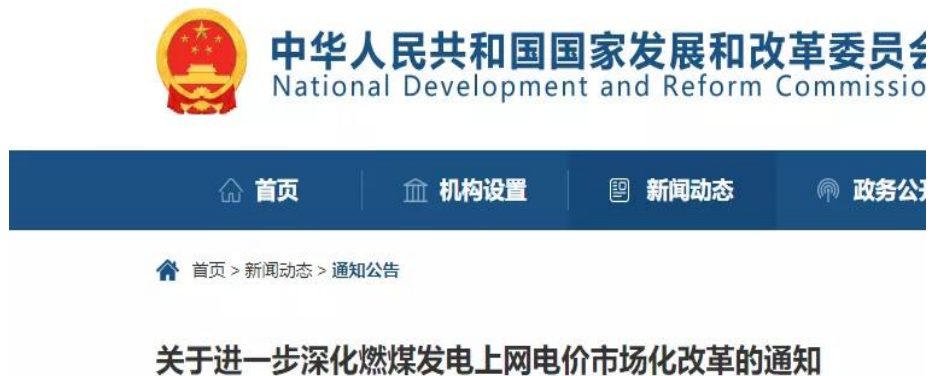 中华人民共和国国家发展和改革委员会
National Development and Reform Commissio
首页 机构设置 新闻动态 政务公开
首页 > 新闻动态 > 通知公告
关于进一步深化燃煤发电上网电价市场化改革的通知